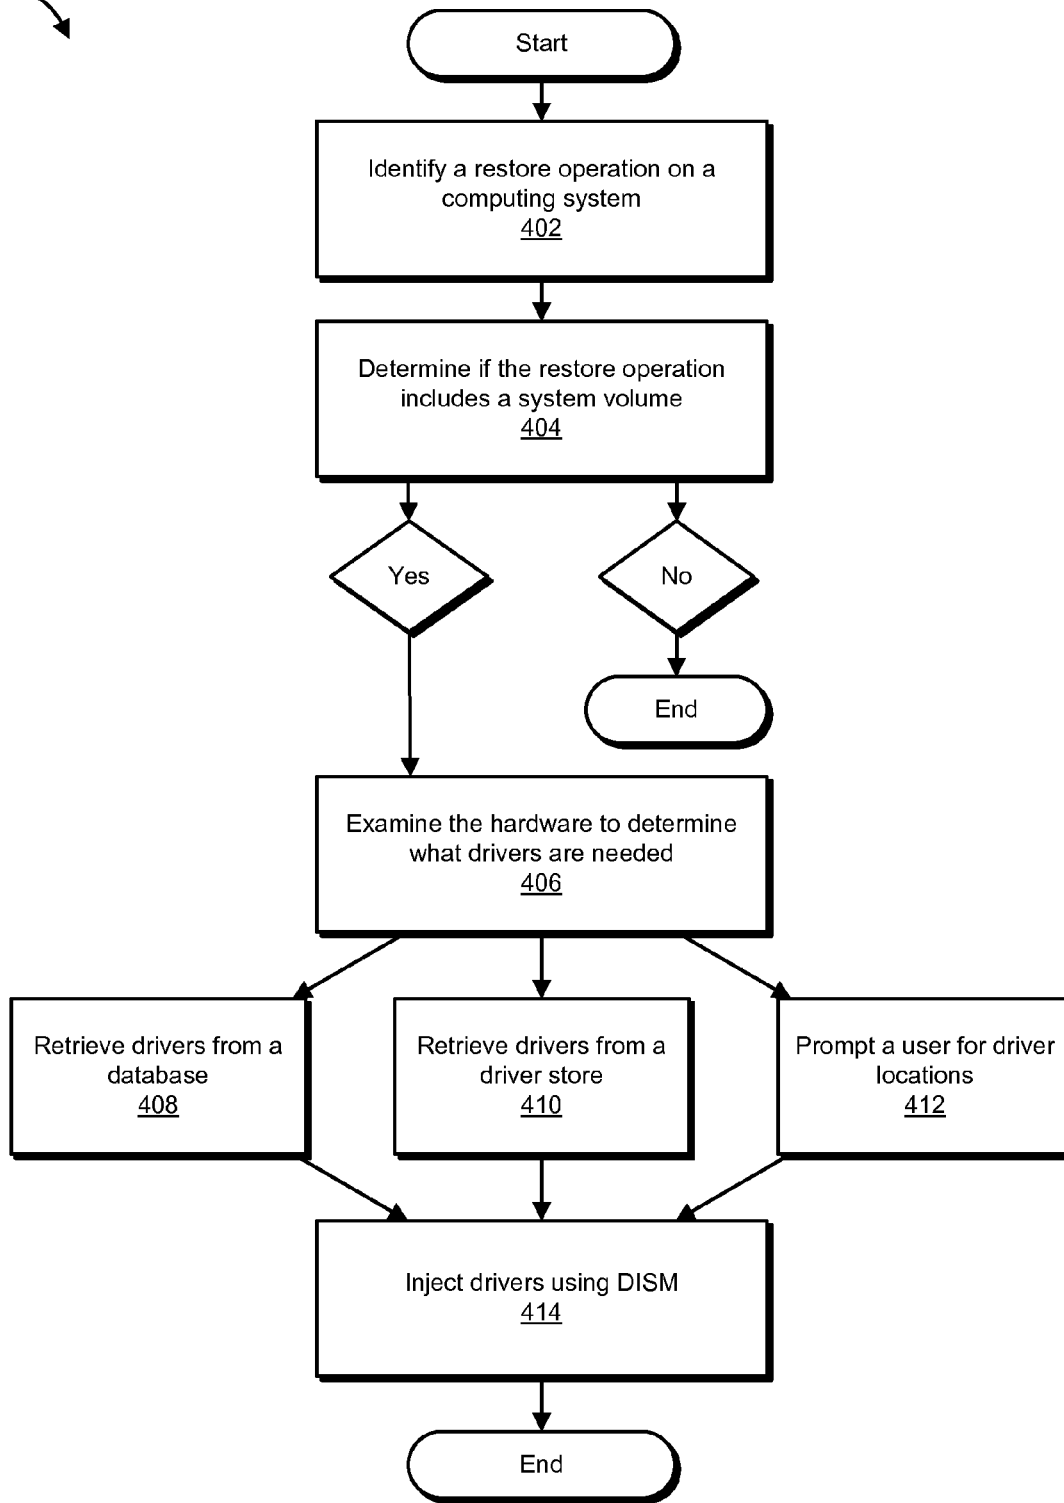 Start
Identify a restore operation on a
computing system
402
Determine if the restore operation
includes a system volume
404
Yes
No
End
Examine the hardware to determine
what drivers are needed
406
Retrieve drivers from a
database
408
Retrieve drivers from a
driver store
410
Prompt a user for driver
locations
412
Inject drivers using DISM
414
End